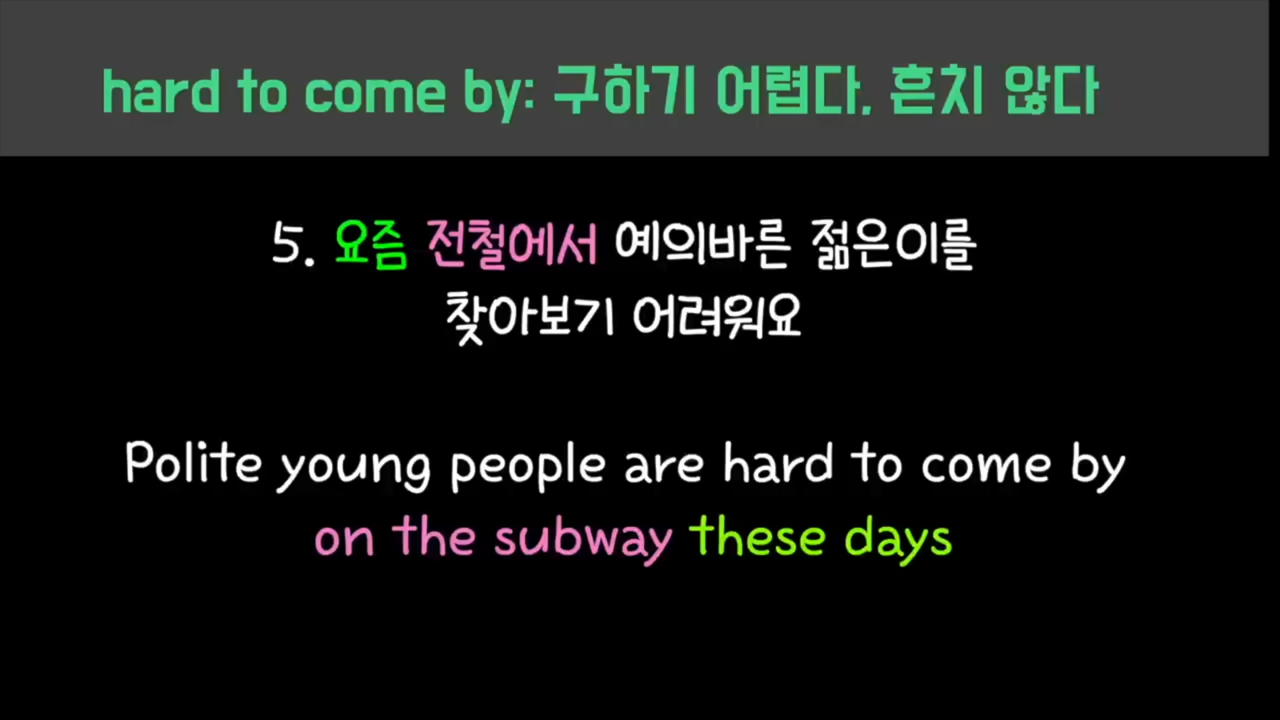 hard to come by: 구하기 어렵다, 흔치 않다
5. 요즘 전철에서 예의바른 젊은이를
찾아보기 어려워요
Polite young people are hard to come by
on the subway these days